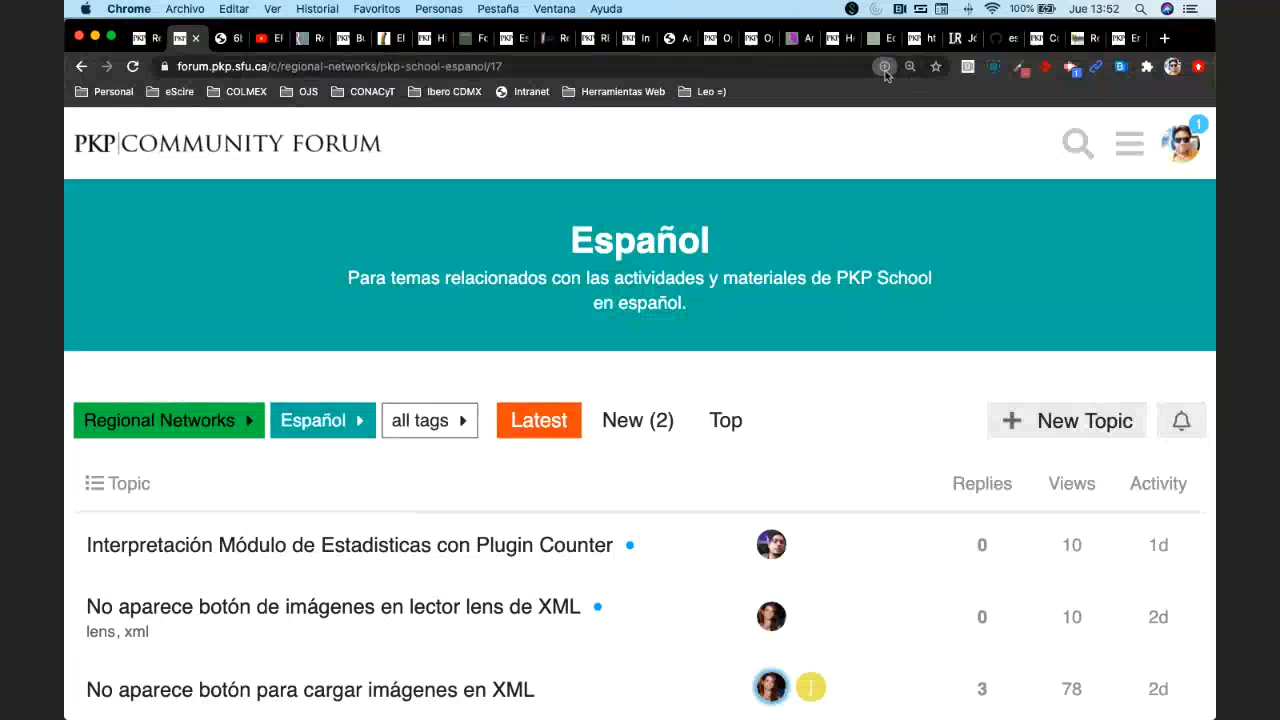 Chrome Archivo Editar Ver Historial Favoritos Personas Pestaña Ventana Ayuda 100% Jue 13:52
forum.pkp.sfu.ca/c/regional-networks/pkp-school-espanol/17
Personal eScire COLMEX OJS CONACyT Ibero CDMX Intranet Herramientas Web Leo =)
PKP|COMMUNITY FORUM 1
Español
Para temas relacionados con las actividades y materiales de PKP School
en español.
Regional Networks Español all tags Latest New (2) Top + New Topic
Topic Replies Views Activity
Interpretación Módulo de Estadisticas con Plugin Counter 0 10 1d
No aparece botón de imágenes en lector lens de XML 0 10 2d
lens, xml
No aparece botón para cargar imágenes en XML 3 78 2d